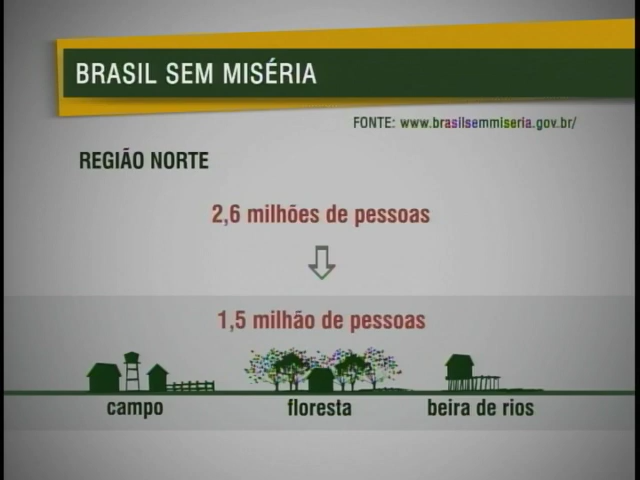 BRASIL SEM MISÉRIA
FONTE: www.brasilsemmiseria.gov.br/
REGIÃO NORTE
2,6 milhões de pessoas
1,5 milhão de pessoas
campo floresta beira de rios